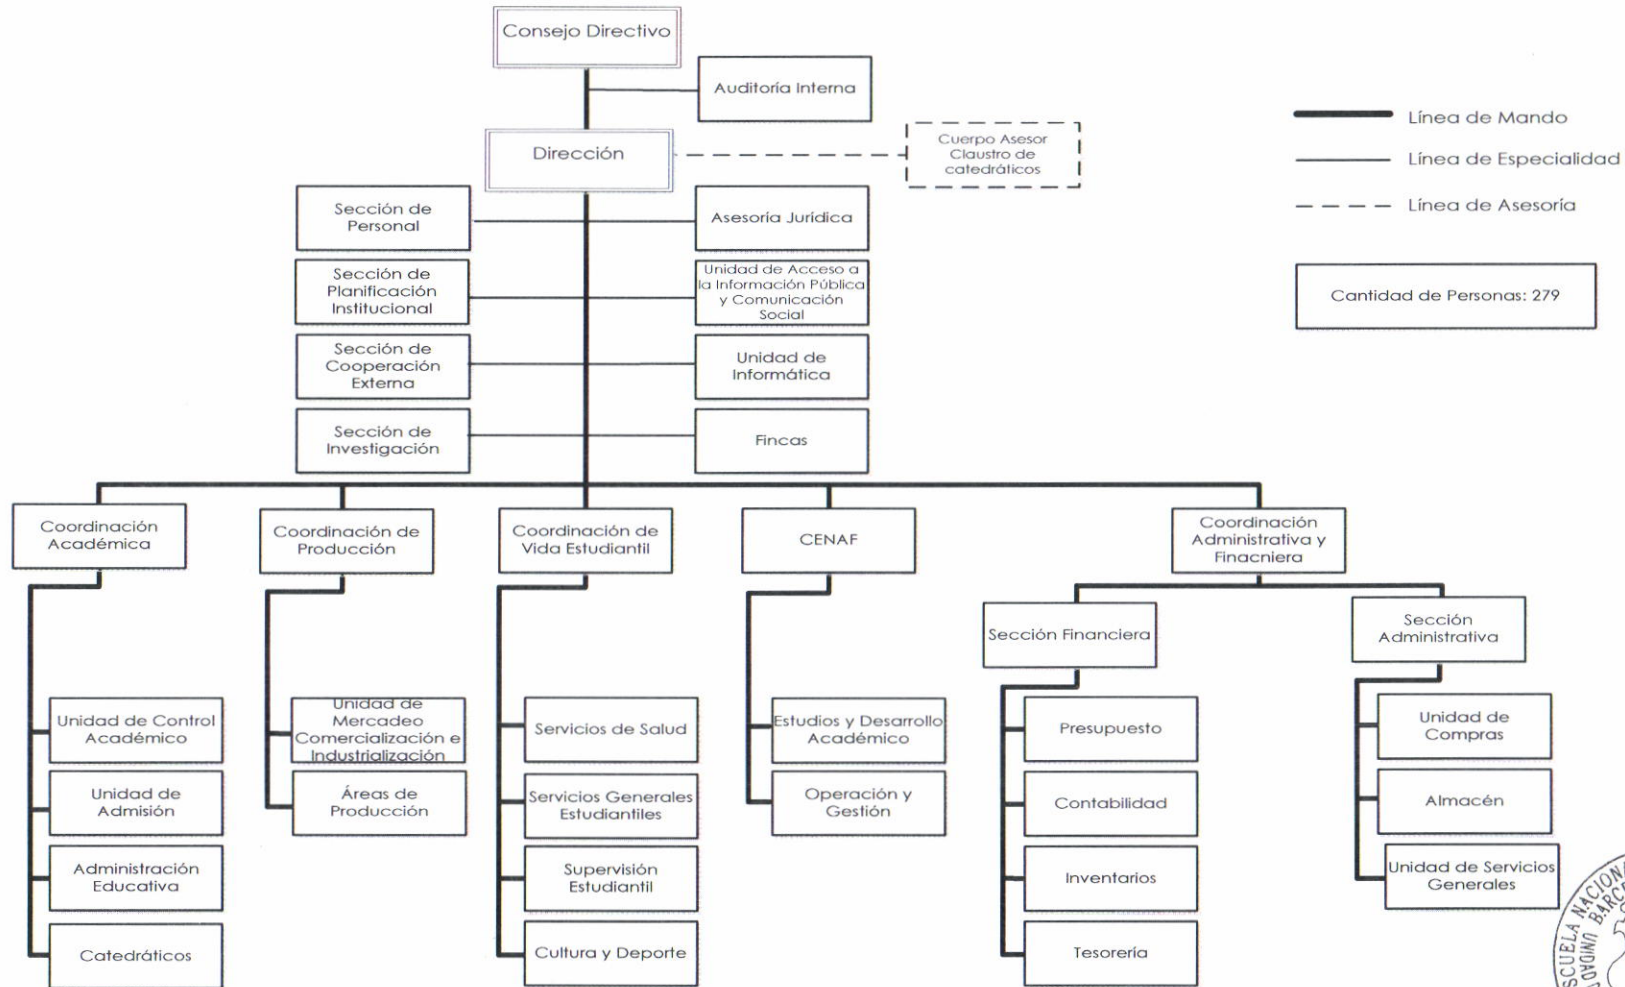 Consejo Directivo
Auditoría Interna
Dirección
Cuerpo Asesor
Claustro de
catedráticos
Línea de Mando
Línea de Especialidad
Línea de Asesoría
Cantidad de Personas: 279
Sección de
Personal
Asesoría Jurídica
Sección de
Planificación
Institucional
Unidad de Acceso a
la Información Pública
y Comunicación
Social
Sección de
Cooperación
Externa
Unidad de
Informática
Sección de
Investigación
Fincas
Coordinación
Académica
Coordinación de
Producción
Coordinación de
Vida Estudiantil
CENAF
Coordinación
Administrativa y
Finacniera
Sección Financiera
Sección
Administrativa
Unidad de Control
Académico
Unidad de
Admisión
Administración
Educativa
Catedráticos
Unidad de
Mercadeo
Comercialización e
Industrialización
Áreas de
Producción
Servicios de Salud
Servicios Generales
Estudiantiles
Supervisión
Estudiantil
Cultura y Deporte
Estudios y Desarrollo
Académico
Operación y
Gestión
Presupuesto
Contabilidad
Inventarios
Tesorería
Unidad de
Compras
Almacén
Unidad de Servicios
Generales